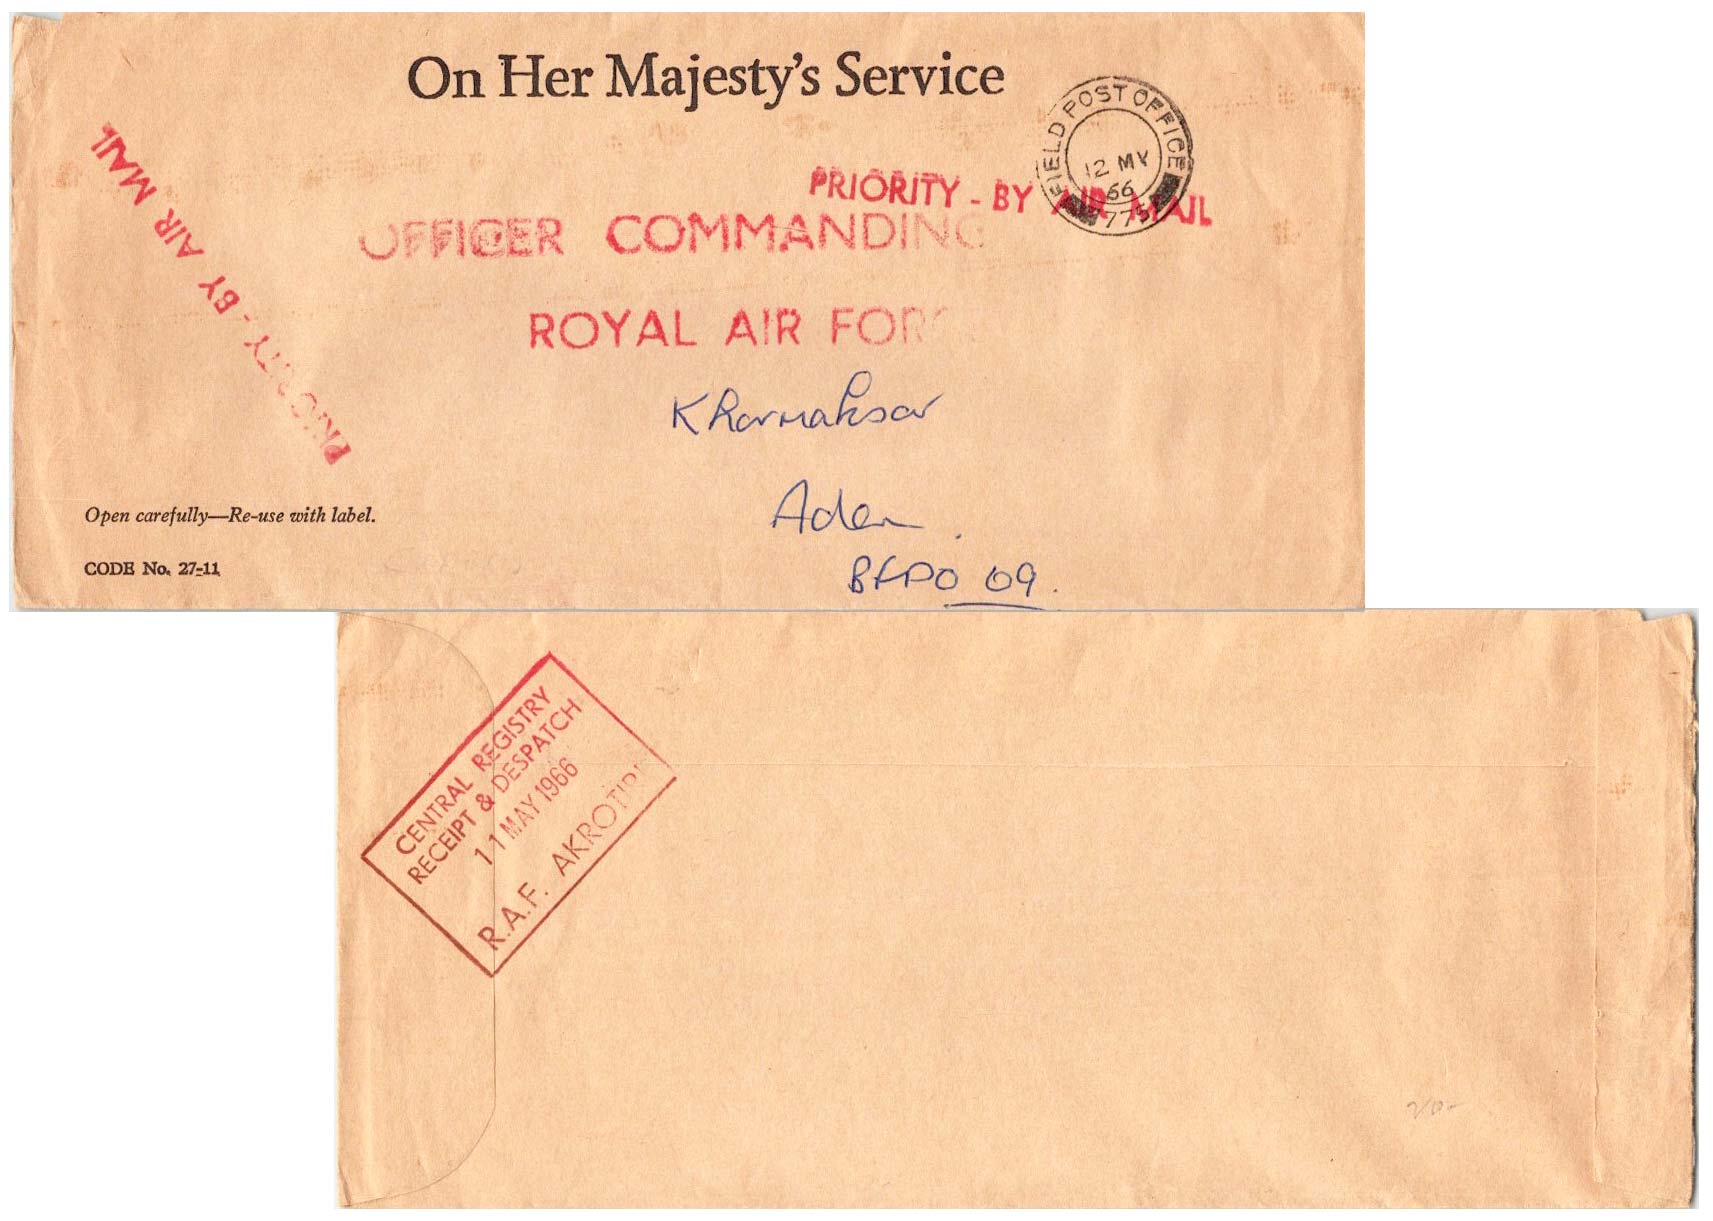 On Her Majesty's Service
FIELD POST OFFICE
12 MY
66
775
PRIORITY - BY AIR MAIL
PRIORITY - BY AIR MAIL
OFFICER COMMANDING
ROYAL AIR FORC
Khormaksar
Aden.
BFPO 09.
Open carefully—Re-use with label.
CODE No. 27-11
CENTRAL REGISTRY
RECEIPT & DESPATCH
11 MAY 1966
R.A.F. AKROTIRI